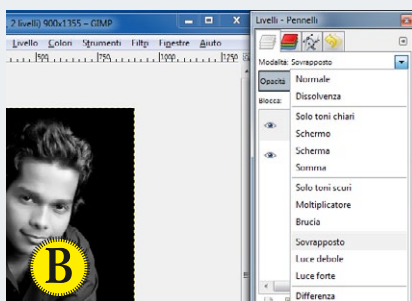 , 2 livelli) 900x1355 – GIMP
Livello Colori Strumenti Filtri Finestre Aiuto
500 750 1000 1250
B
Livelli - Pennelli
Modalità: Sovrapposto
Opacità
Blocca:
Normale
Dissolvenza
Solo toni chiari
Schermo
Scherma
Somma
Solo toni scuri
Moltiplicatore
Brucia
Sovrapposto
Luce debole
Luce forte
Differenza